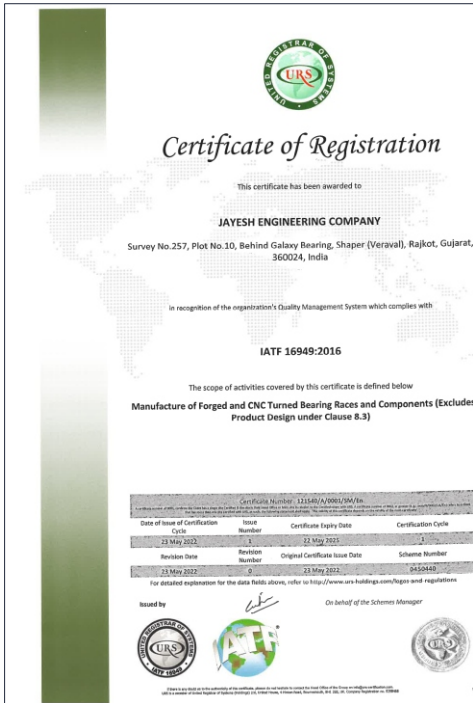 UNITED REGISTRAR OF SYSTEMS
URS
Certificate of Registration
This certificate has been awarded to
JAYESH ENGINEERING COMPANY
Survey No.257, Plot No.10, Behind Galaxy Bearing, Shaper (Veraval), Rajkot, Gujarat,
360024, India
in recognition of the organization's Quality Management System which complies with
IATF 16949:2016
The scope of activities covered by this certificate is defined below
Manufacture of Forged and CNC Turned Bearing Races and Components (Excludes
Product Design under Clause 8.3)
Certificate Number: 121540/A/0001/SM/En
Date of Issue of Certification Cycle Issue Number Certificate Expiry Date Certification Cycle
23 May 2022 1 22 May 2025 1
Revision Date Revision Number Original Certificate Issue Date Scheme Number
23 May 2022 0 23 May 2022 0450440
For detailed explanation for the data fields above, refer to http://www.urs-holdings.com/logos-and-regulations
Issued by
On behalf of the Schemes Manager
UNITED REGISTRAR OF SYSTEMS
URS
IATF 16949
IATF
URS